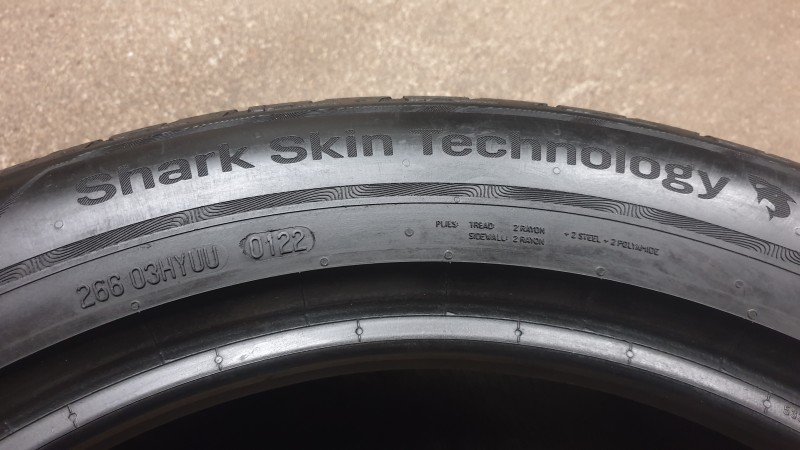 Shark Skin Technology
266 03HYUU 0122
PLIES: TREAD: 2 RAYON + 2 STEEL + 2 POLYAMIDE
SIDEWALL: 2 RAYON